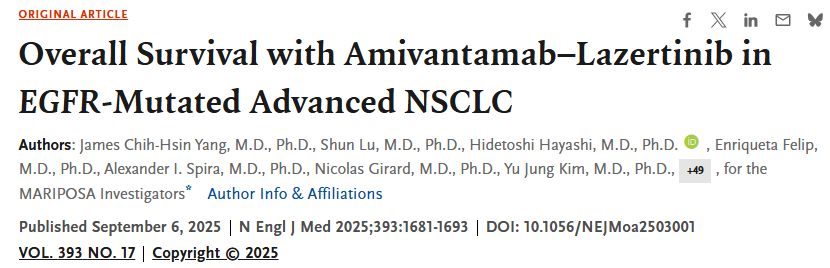 ORIGINAL ARTICLE
Overall Survival with Amivantamab–Lazertinib in
EGFR-Mutated Advanced NSCLC
Authors: James Chih-Hsin Yang, M.D., Ph.D., Shun Lu, M.D., Ph.D., Hidetoshi Hayashi, M.D., Ph.D. iD , Enriqueta Felip,
M.D., Ph.D., Alexander I. Spira, M.D., Ph.D., Nicolas Girard, M.D., Ph.D., Yu Jung Kim, M.D., Ph.D., +49 , for the
MARIPOSA Investigators* Author Info & Affiliations
Published September 6, 2025 | N Engl J Med 2025;393:1681-1693 | DOI: 10.1056/NEJMoa2503001
VOL. 393 NO. 17 | Copyright © 2025